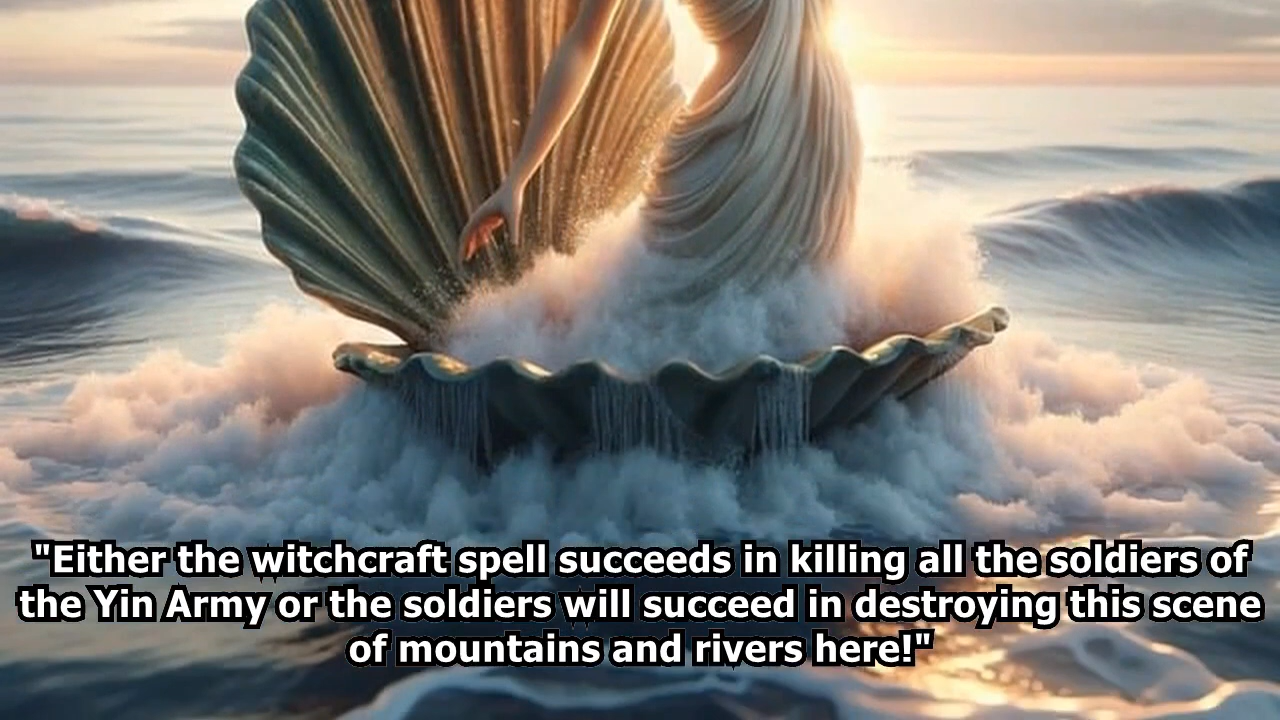 "Either the witchcraft spell succeeds in killing all the soldiers of
the Yin Army or the soldiers will succeed in destroying this scene
of mountains and rivers here!"